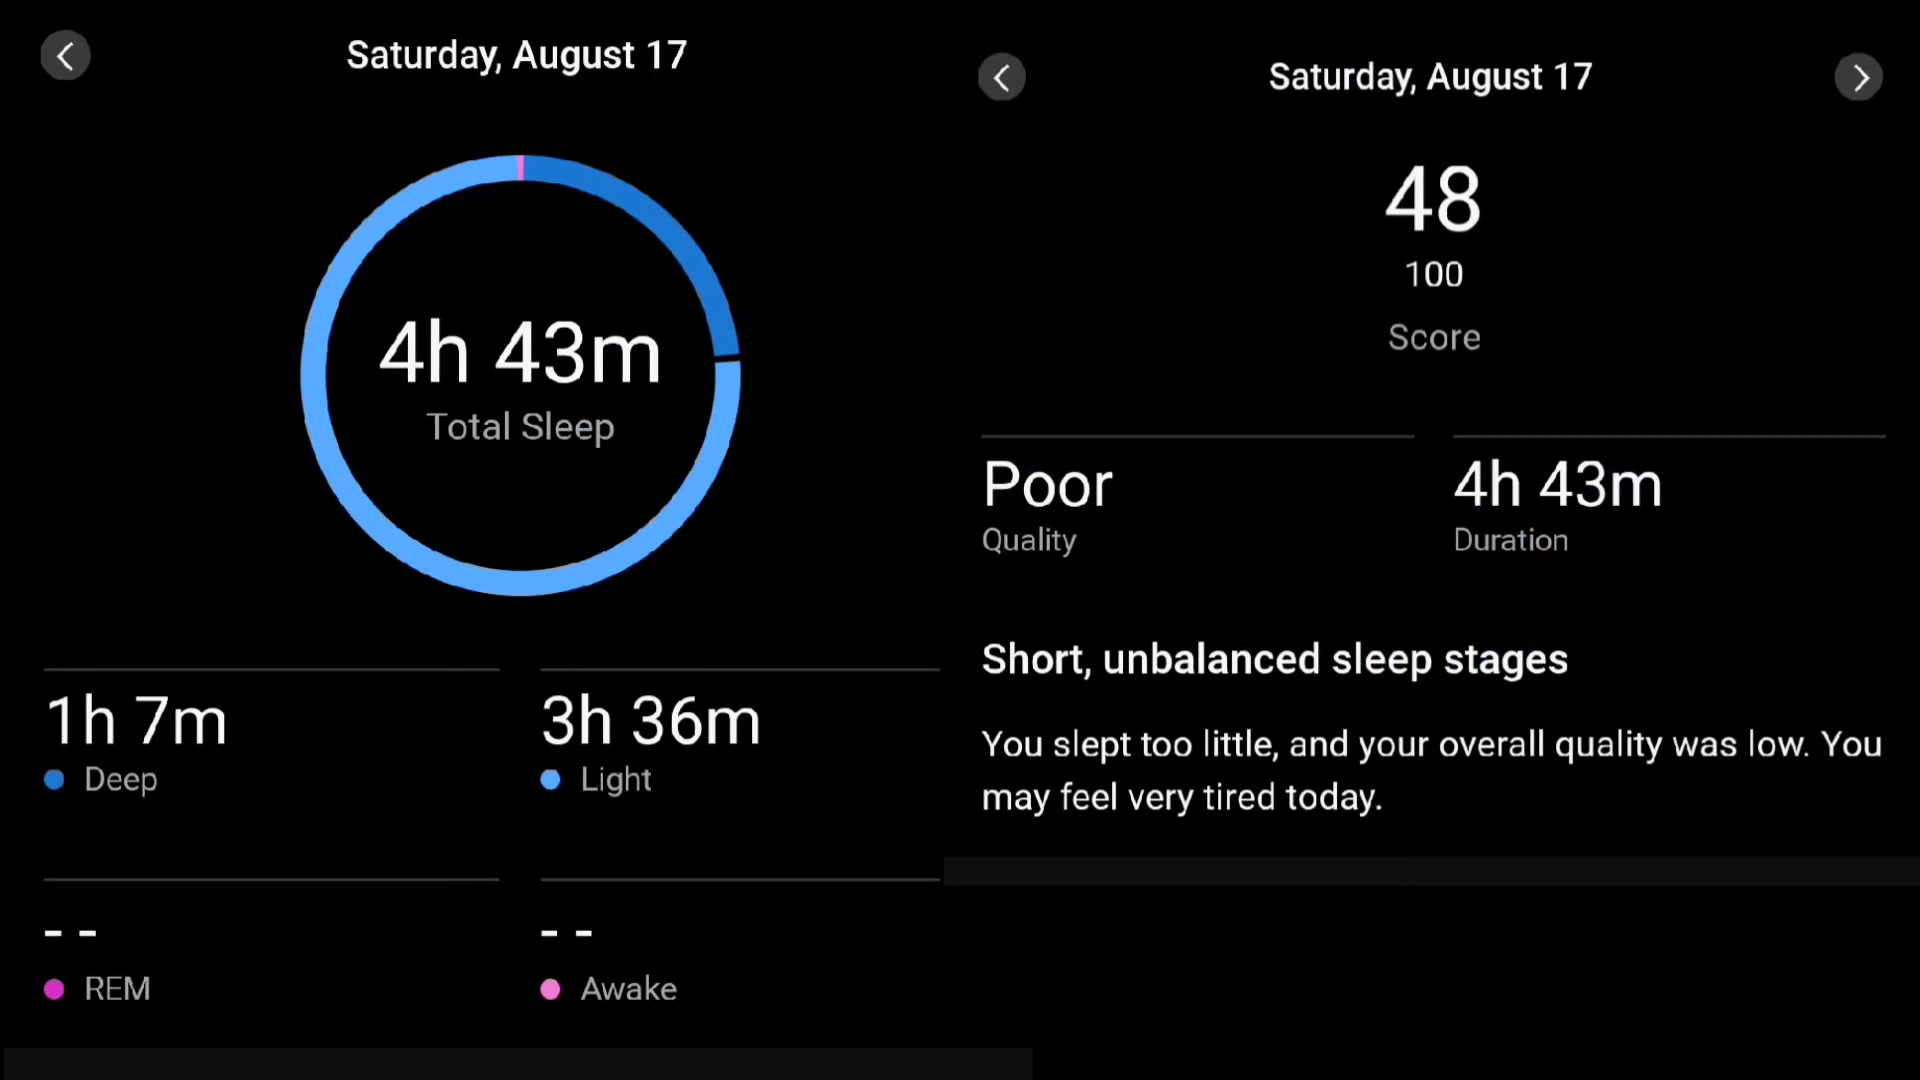 Saturday, August 17
4h 43m
Total Sleep
1h 7m
Deep
3h 36m
Light
- -
REM
- -
Awake
Saturday, August 17
48
100
Score
Poor
Quality
4h 43m
Duration
Short, unbalanced sleep stages
You slept too little, and your overall quality was low. You
may feel very tired today.